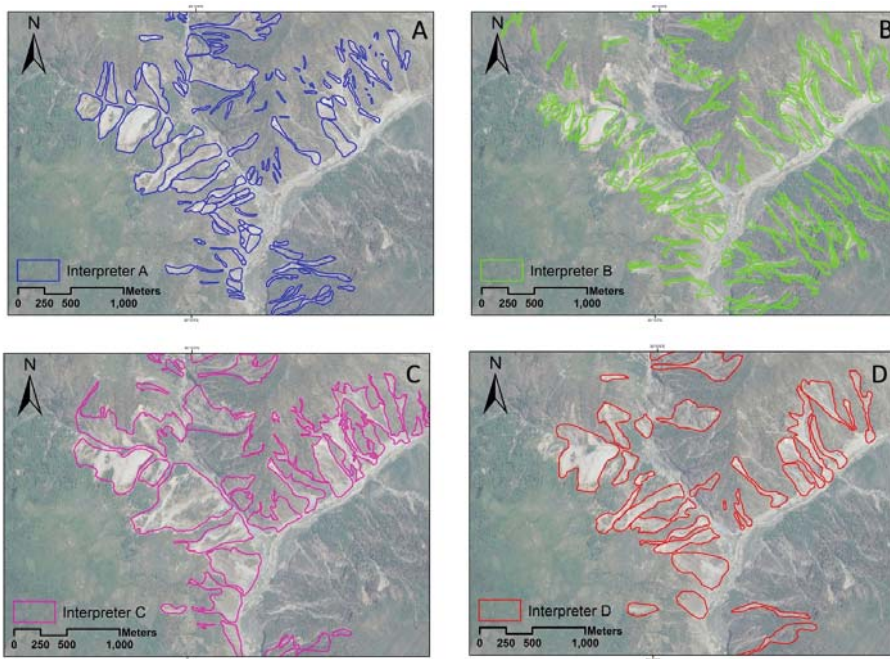 N
A
Interpreter A
0 250 500 1,000
Meters
N
B
Interpreter B
0 250 500 1,000
Meters
N
C
Interpreter C
0 250 500 1,000
Meters
N
D
Interpreter D
0 250 500 1,000
Meters